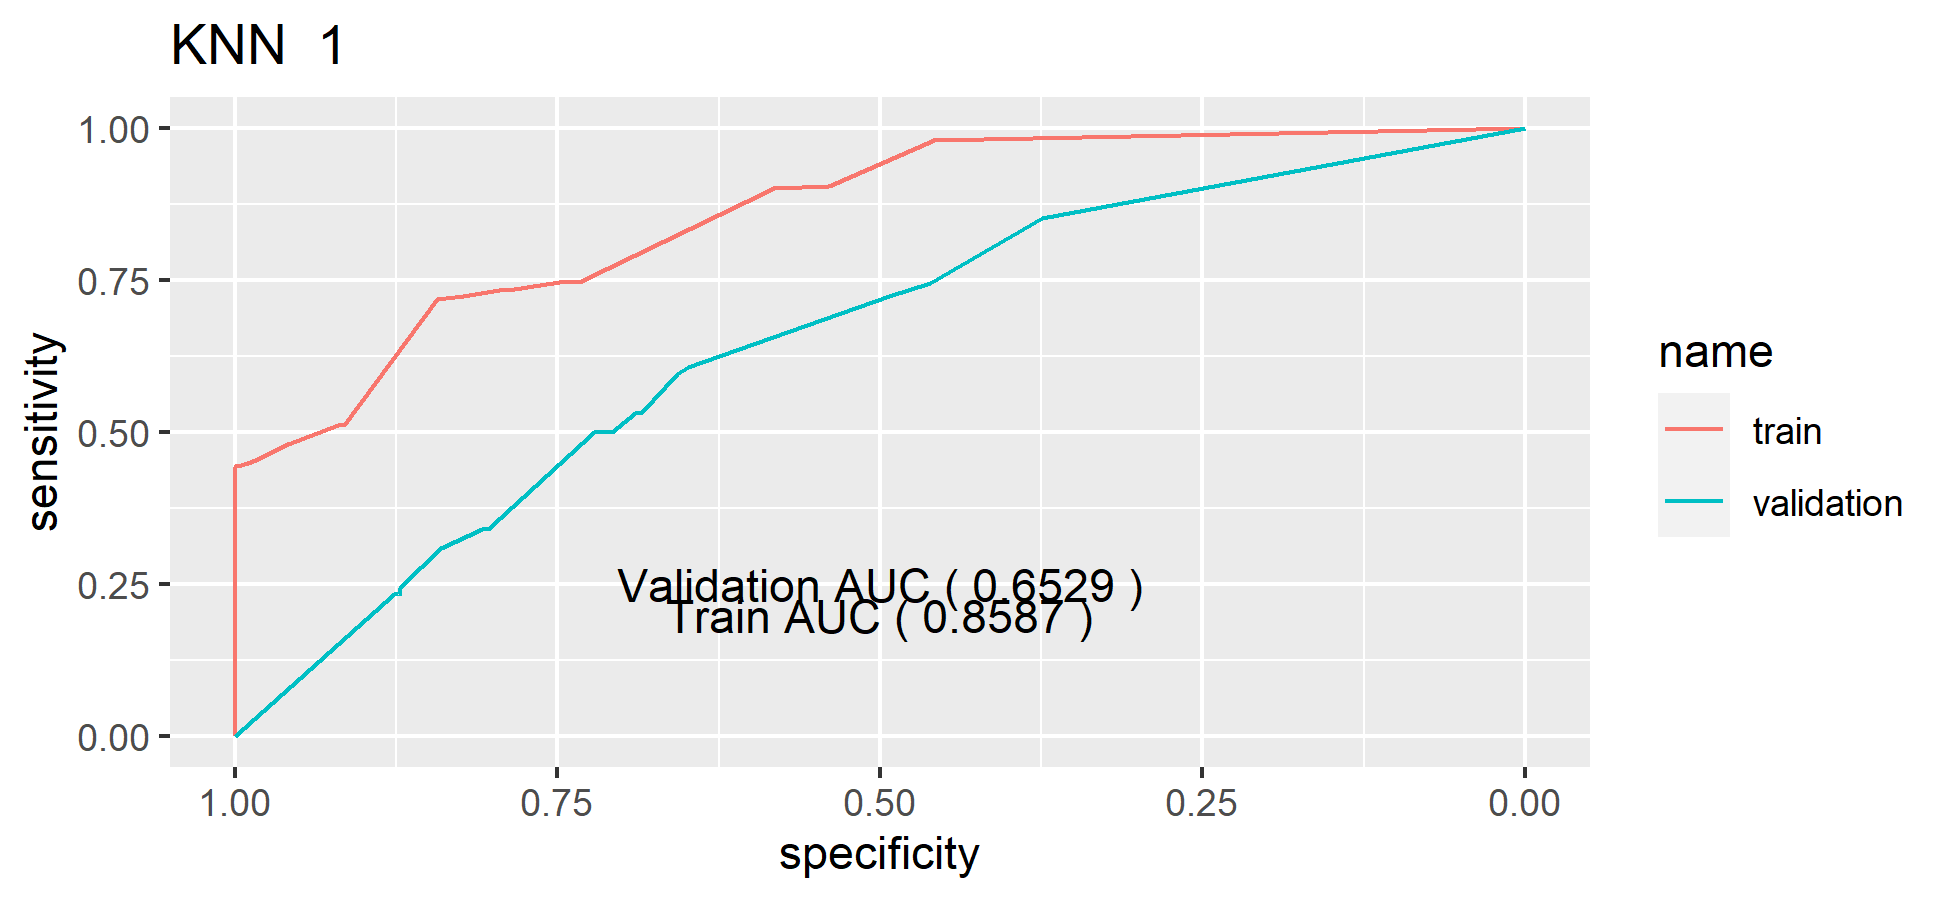 KNN  1
1.00
0.75
0.50
0.25
0.00
sensitivity
Validation AUC ( 0.6529 )
Train AUC ( 0.8587 )
1.00 0.75 0.50 0.25 0.00
specificity
name
train
validation